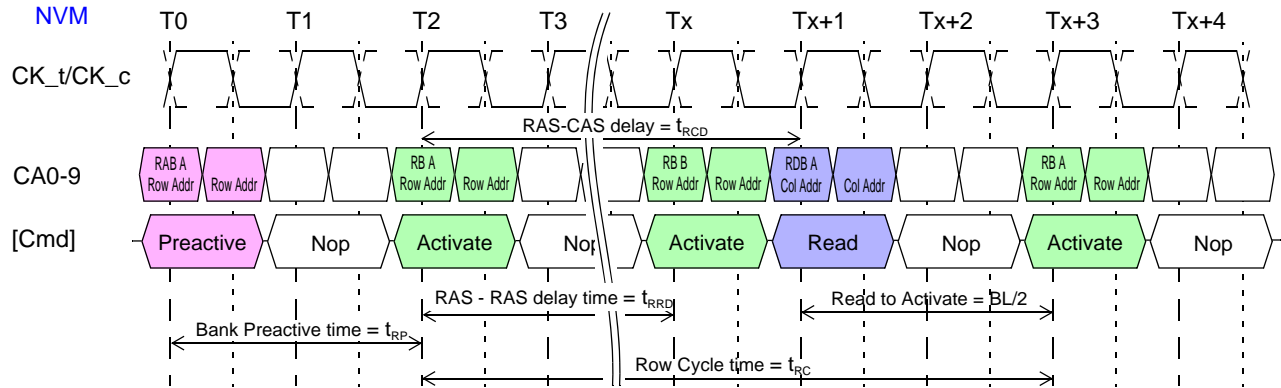 NVM T0 T1 T2 T3 Tx Tx+1 Tx+2 Tx+3 Tx+4
CK_t/CK_c
RAS-CAS delay = tRCD
CA0-9
RAB A
Row Addr
Row Addr
RB A
Row Addr
Row Addr
RB B
Row Addr
Row Addr
RDB A
Col Addr
Col Addr
RB A
Row Addr
Row Addr
[Cmd] Preactive Nop Activate Nop Activate Read Nop Activate Nop
RAS - RAS delay time = tRRD
Read to Activate = BL/2
Bank Preactive time = tRP
Row Cycle time = tRC